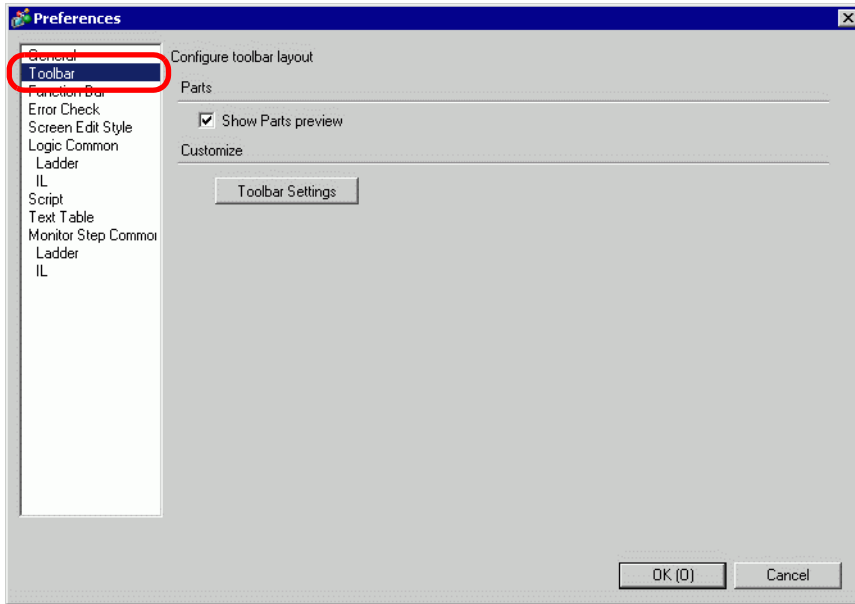 Preferences
General
Toolbar
Function Bar
Error Check
Screen Edit Style
Logic Common
Ladder
IL
Script
Text Table
Monitor Step Commo
Ladder
IL
Configure toolbar layout
Parts
Show Parts preview
Customize
Toolbar Settings
OK (O)
Cancel